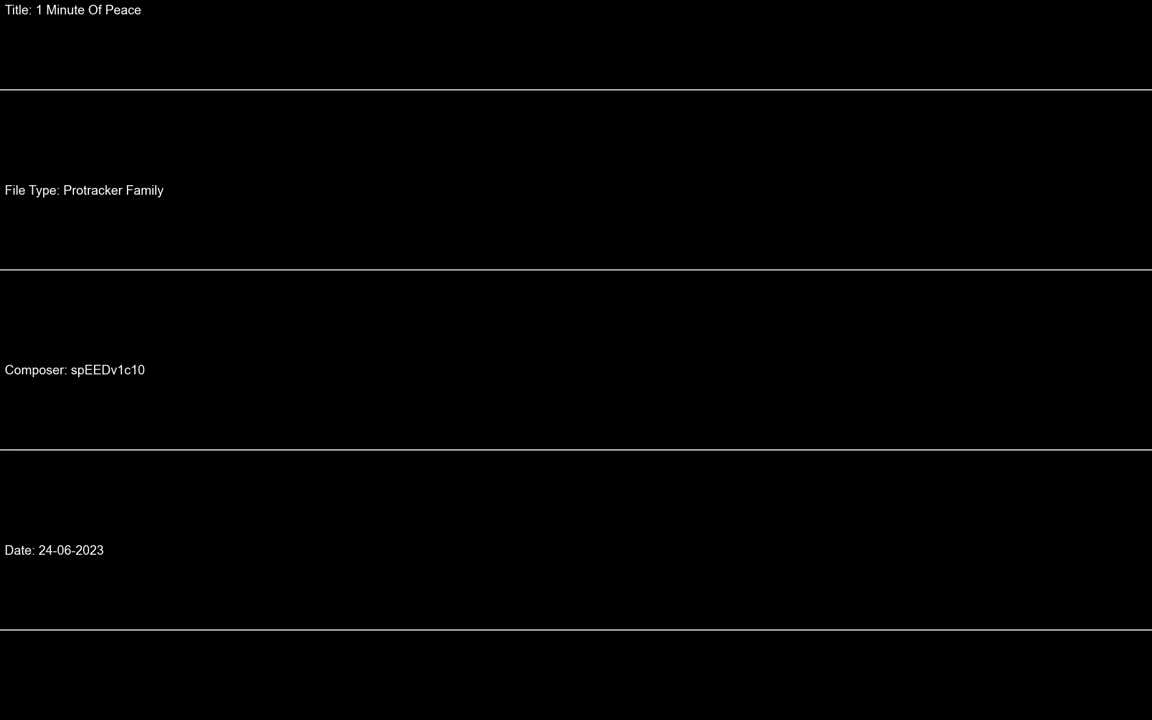 Title: 1 Minute Of Peace
File Type: Protracker Family
Composer: spEEDv1c10
Date: 24-06-2023